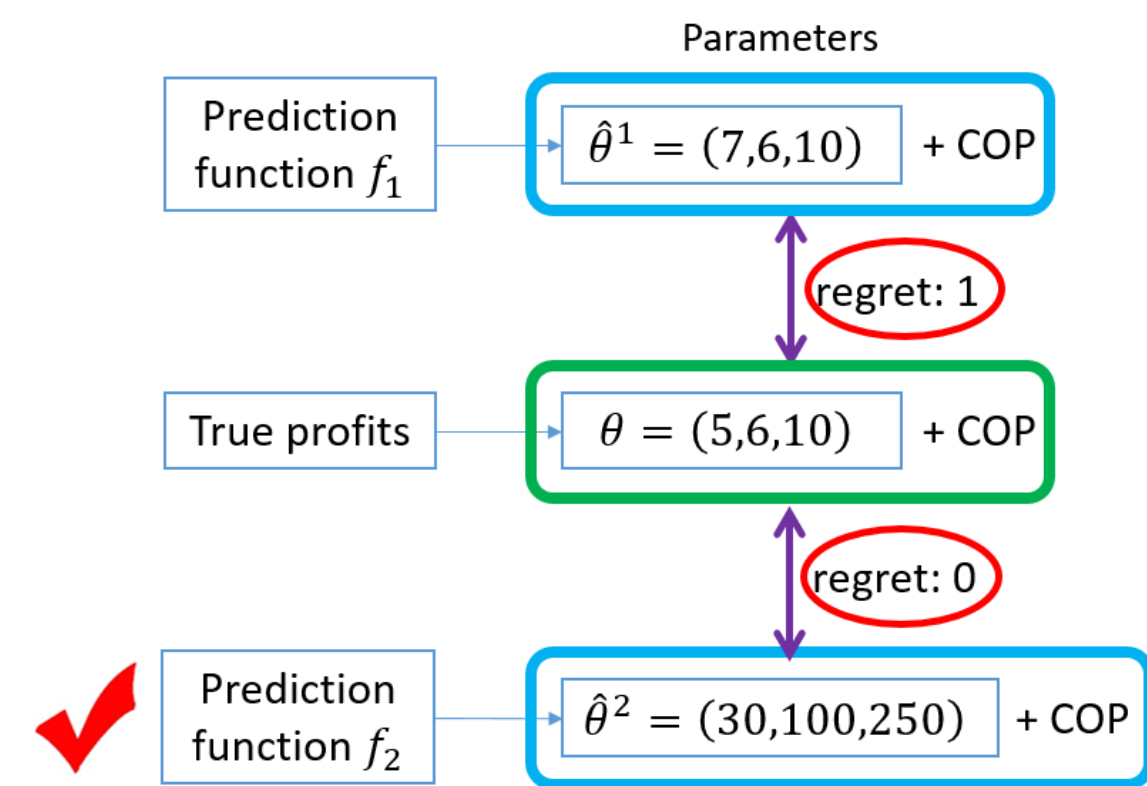 Parameters
Prediction
function f₁
θ̂¹ = (7,6,10)
+ COP
regret: 1
True profits
θ = (5,6,10)
+ COP
regret: 0
Prediction
function f₂
θ̂² = (30,100,250)
+ COP